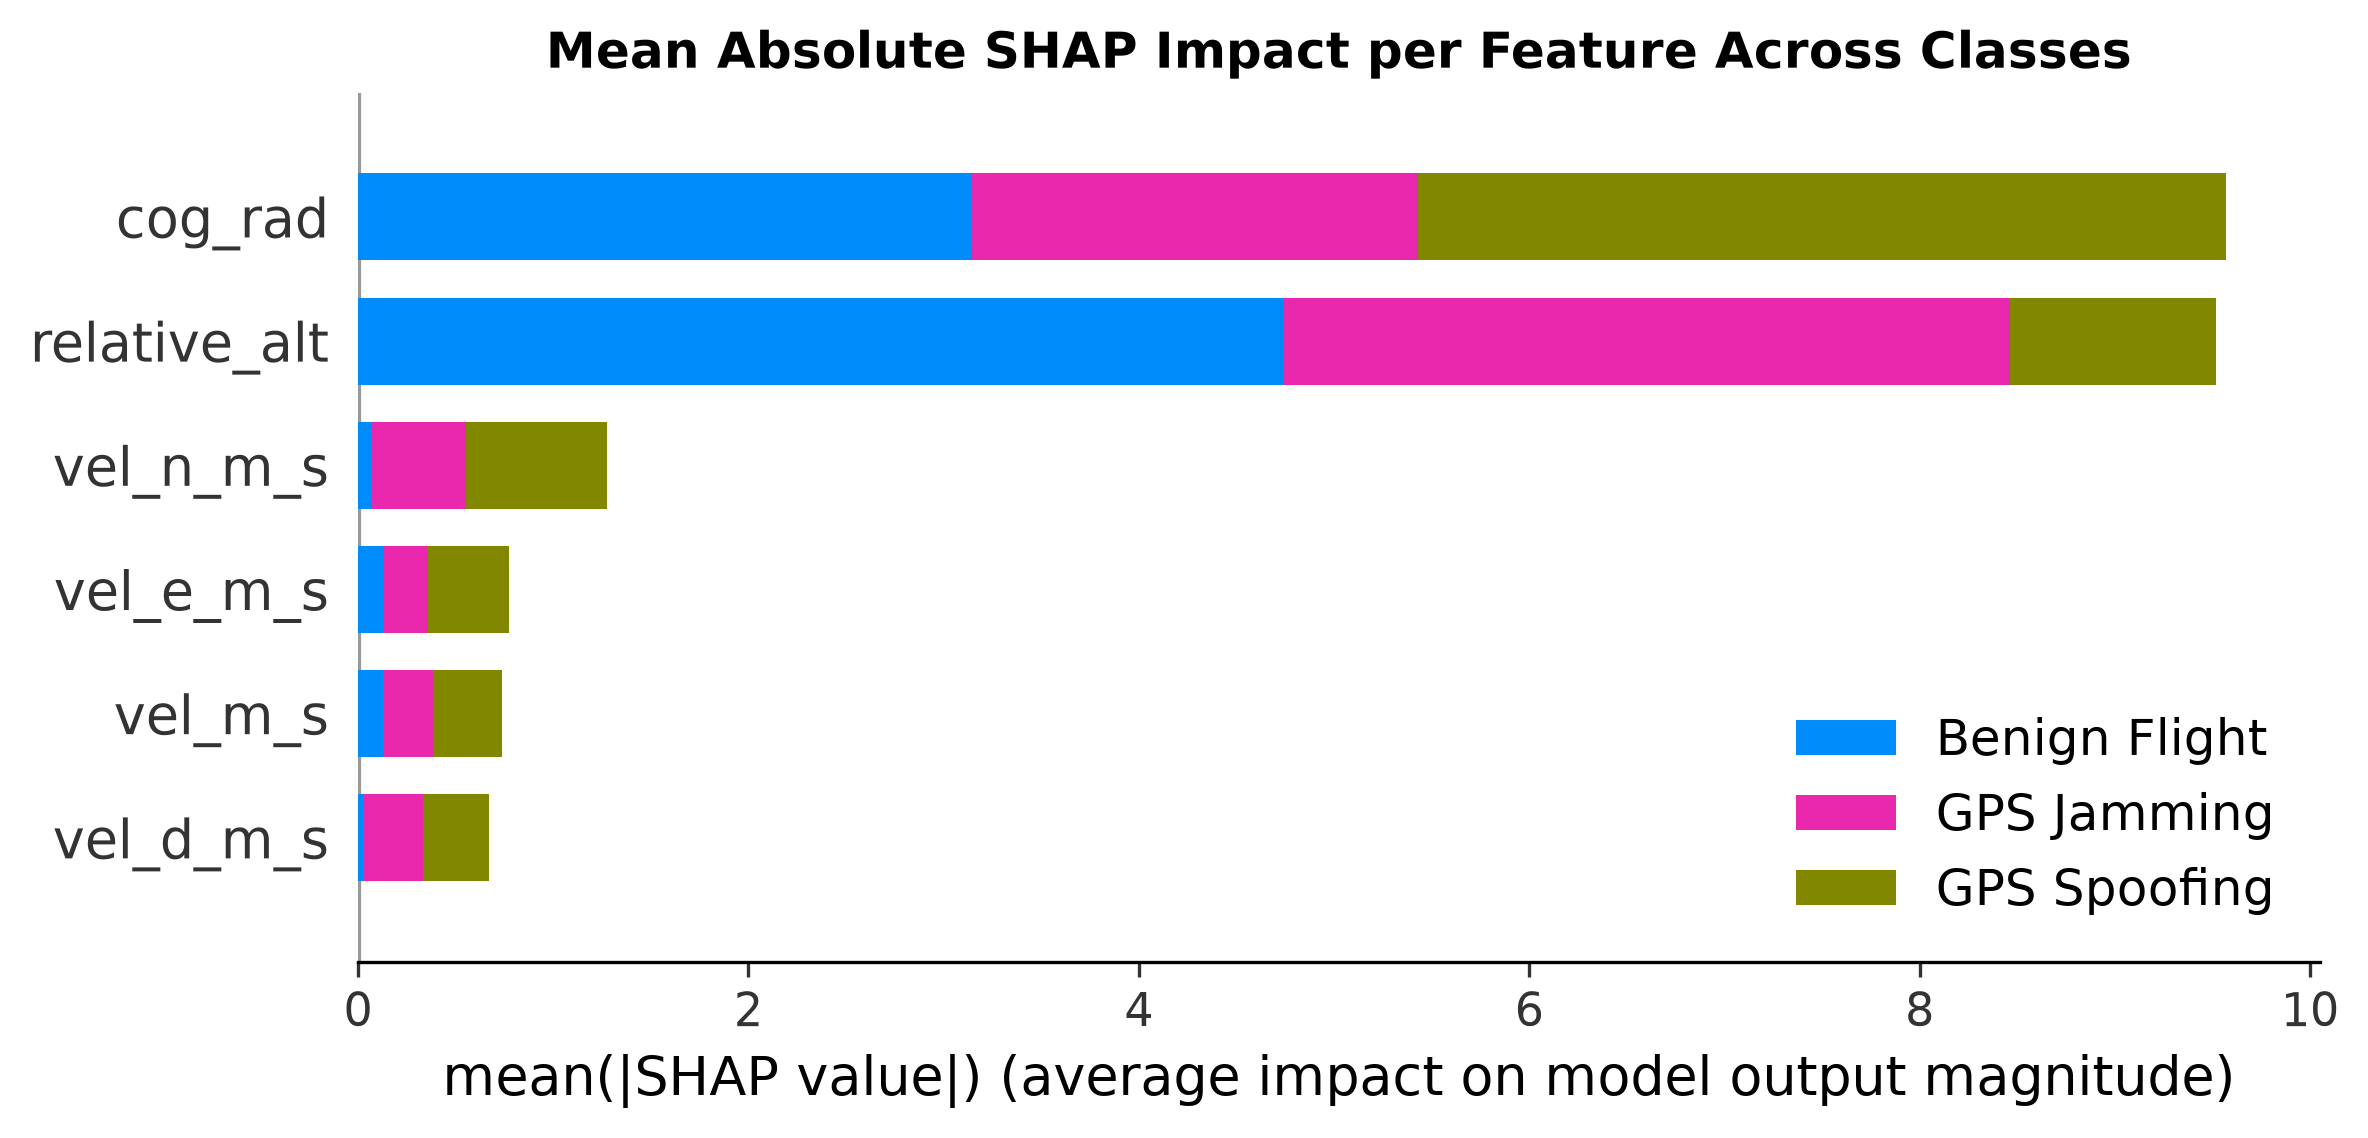 Mean Absolute SHAP Impact per Feature Across Classes
cog_rad
relative_alt
vel_n_m_s
vel_e_m_s
vel_m_s
vel_d_m_s
Benign Flight
GPS Jamming
GPS Spoofing
0 2 4 6 8 10
mean(|SHAP value|) (average impact on model output magnitude)